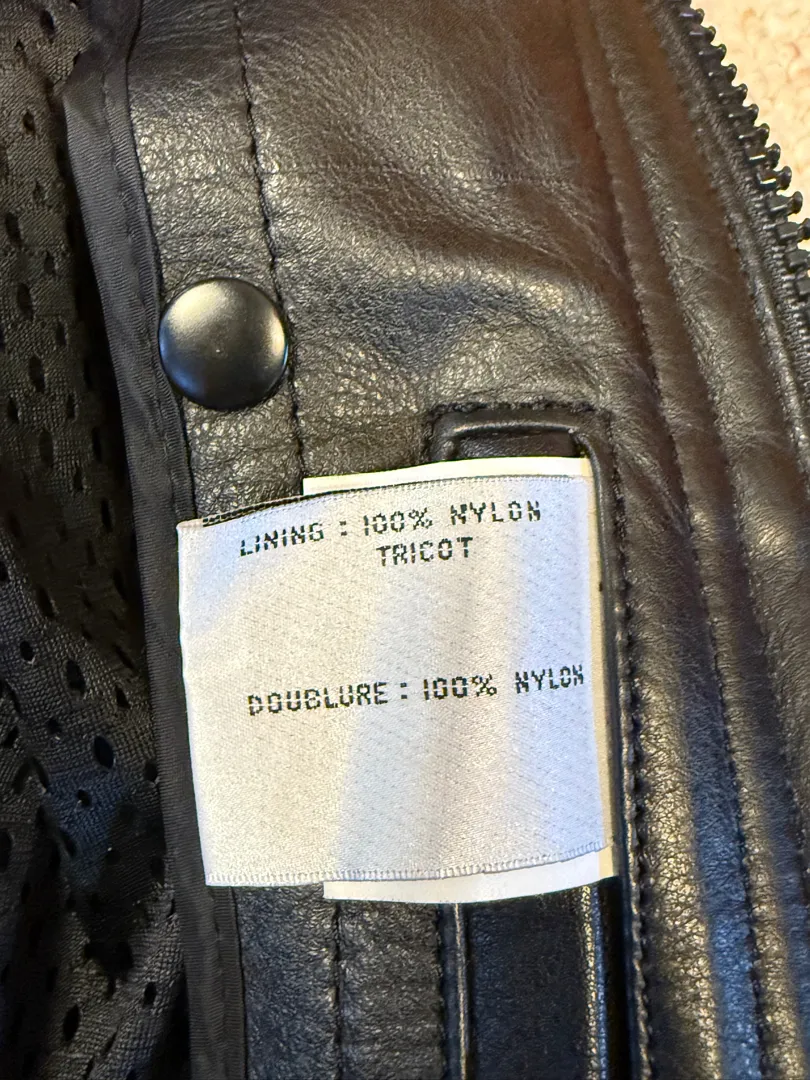 LINING : 100% NYLON
TRICOT
DOUBLURE : 100% NYLON